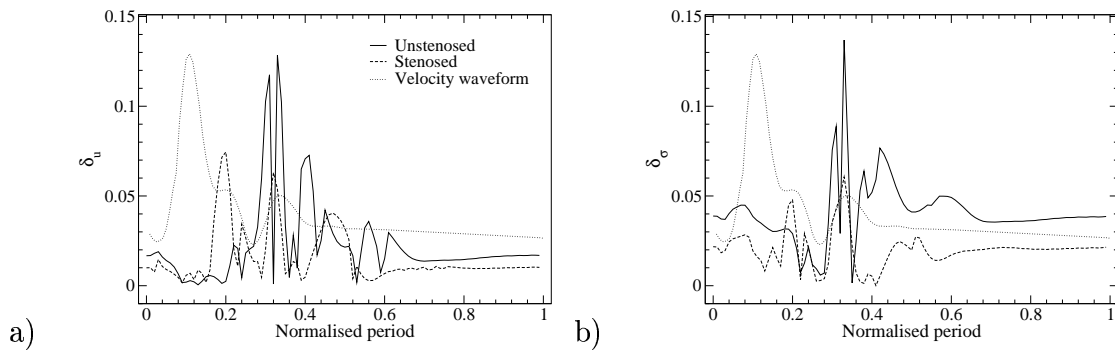 0.15
0.1
0.05
0
δu
Unstenosed
Stenosed
Velocity waveform
0 0.2 0.4 0.6 0.8 1
Normalised period
a)
0.15
0.1
0.05
0
δσ
0 0.2 0.4 0.6 0.8 1
Normalised period
b)